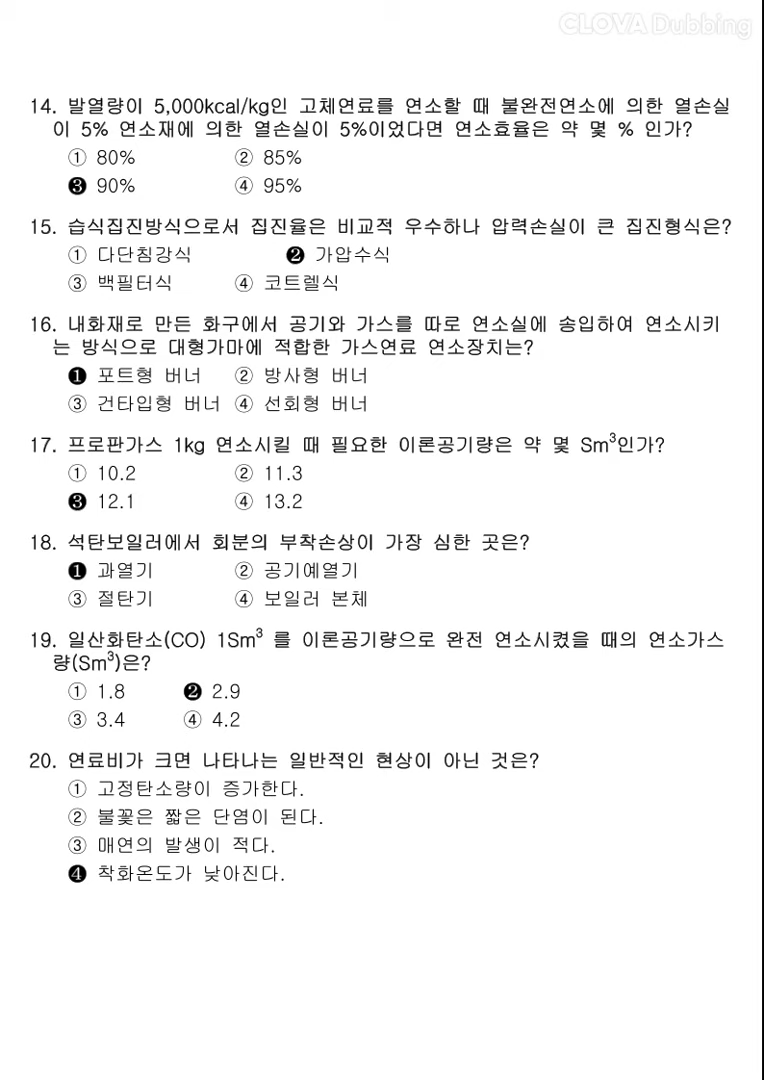 CLOVA Dubbing
14. 발열량이 5,000kcal/kg인 고체연료를 연소할 때 불완전연소에 의한 열손실
이 5% 연소재에 의한 열손실이 5%이었다면 연소효율은 약 몇 % 인가?
① 80% ② 85%
❸ 90% ④ 95%
15. 습식집진방식으로서 집진율은 비교적 우수하나 압력손실이 큰 집진형식은?
① 다단침강식 ❷ 가압수식
③ 백필터식 ④ 코트렐식
16. 내화재로 만든 화구에서 공기와 가스를 따로 연소실에 송입하여 연소시키
는 방식으로 대형가마에 적합한 가스연료 연소장치는?
❶ 포트형 버너 ② 방사형 버너
③ 건타입형 버너 ④ 선회형 버너
17. 프로판가스 1kg 연소시킬 때 필요한 이론공기량은 약 몇 Sm³인가?
① 10.2 ② 11.3
❸ 12.1 ④ 13.2
18. 석탄보일러에서 회분의 부착손상이 가장 심한 곳은?
❶ 과열기 ② 공기예열기
③ 절탄기 ④ 보일러 본체
19. 일산화탄소(CO) 1Sm³ 를 이론공기량으로 완전 연소시켰을 때의 연소가스
량(Sm³)은?
① 1.8 ❷ 2.9
③ 3.4 ④ 4.2
20. 연료비가 크면 나타나는 일반적인 현상이 아닌 것은?
① 고정탄소량이 증가한다.
② 불꽃은 짧은 단염이 된다.
③ 매연의 발생이 적다.
❹ 착화온도가 낮아진다.